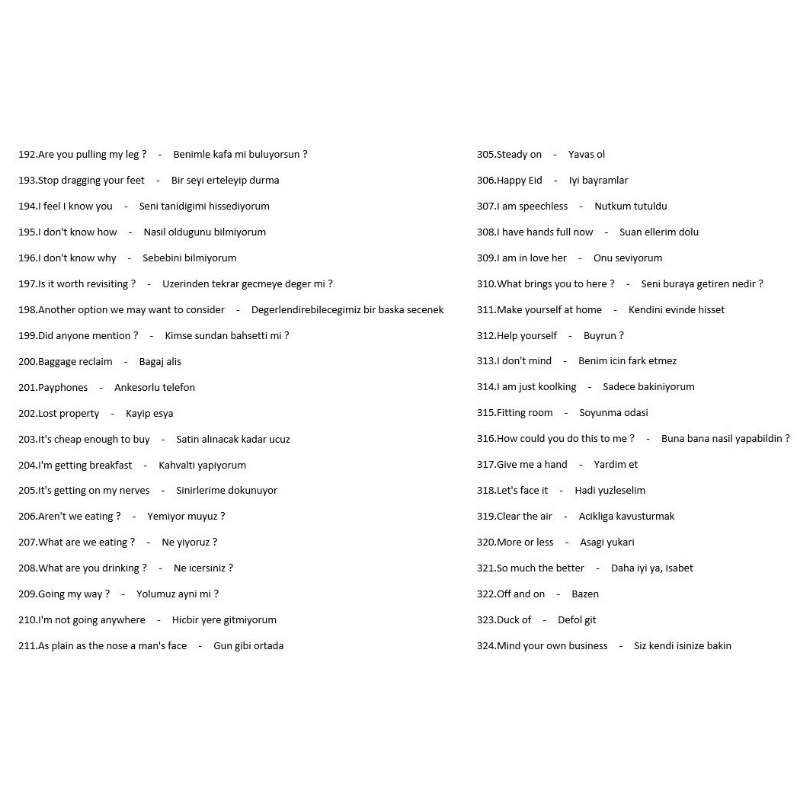 192.Are you pulling my leg ? - Benimle kafa mi buluyorsun ?
193.Stop dragging your feet - Bir seyi erteleyip durma
194.I feel I know you - Seni tanidigimi hissediyorum
195.I don't know how - Nasil oldugunu bilmiyorum
196.I don't know why - Sebebini bilmiyorum
197.Is it worth revisiting ? - Uzerinden tekrar gecmeye deger mi ?
198.Another option we may want to consider - Degerlendirebilecegimiz bir baska secenek
199.Did anyone mention ? - Kimse sundan bahsetti mi ?
200.Baggage reclaim - Bagaj alis
201.Payphones - Ankesorlu telefon
202.Lost property - Kayip esya
203.It's cheap enough to buy - Satin alinacak kadar ucuz
204.I'm getting breakfast - Kahvalti yapiyorum
205.It's getting on my nerves - Sinirlerime dokunuyor
206.Aren't we eating ? - Yemiyor muyuz ?
207.What are we eating ? - Ne yiyoruz ?
208.What are you drinking ? - Ne icersiniz ?
209.Going my way ? - Yolumuz ayni mi ?
210.I'm not going anywhere - Hicbir yere gitmiyorum
211.As plain as the nose a man's face - Gun gibi ortada
305.Steady on - Yavas ol
306.Happy Eid - Iyi bayramlar
307.I am speechless - Nutkum tutuldu
308.I have hands full now - Suan ellerim dolu
309.I am in love her - Onu seviyorum
310.What brings you to here ? - Seni buraya getiren nedir ?
311.Make yourself at home - Kendini evinde hisset
312.Help yourself - Buyrun ?
313.I don't mind - Benim icin fark etmez
314.I am just koolking - Sadece bakiniyorum
315.Fitting room - Soyunma odasi
316.How could you do this to me ? - Buna bana nasil yapabildin ?
317.Give me a hand - Yardim et
318.Let's face it - Hadi yuzleselim
319.Clear the air - Acikliga kavusturmak
320.More or less - Asagi yukari
321.So much the better - Daha iyi ya, Isabet
322.Off and on - Bazen
323.Duck of - Defol git
324.Mind your own business - Siz kendi isinize bakin